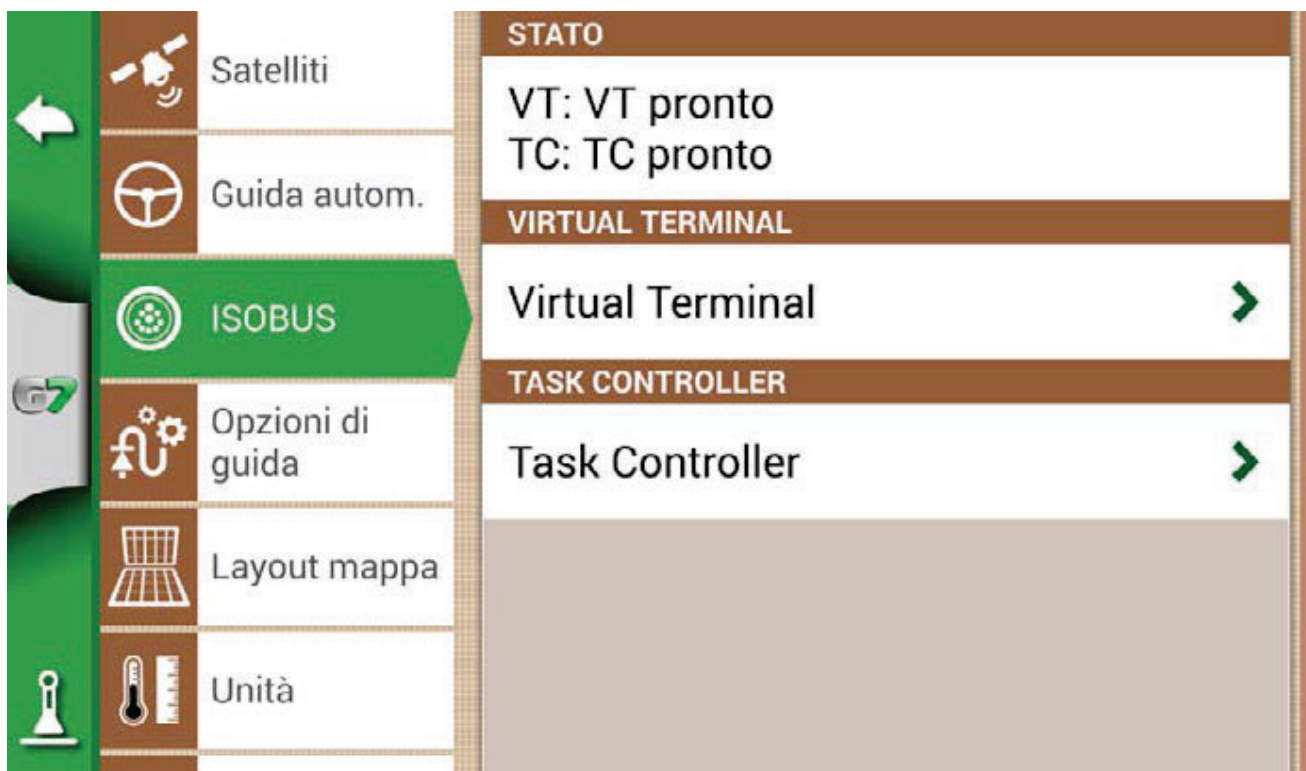 Satelliti
Guida autom.
ISOBUS
Opzioni di
guida
Layout mappa
Unità
G7
STATO
VT: VT pronto
TC: TC pronto
VIRTUAL TERMINAL
Virtual Terminal
TASK CONTROLLER
Task Controller